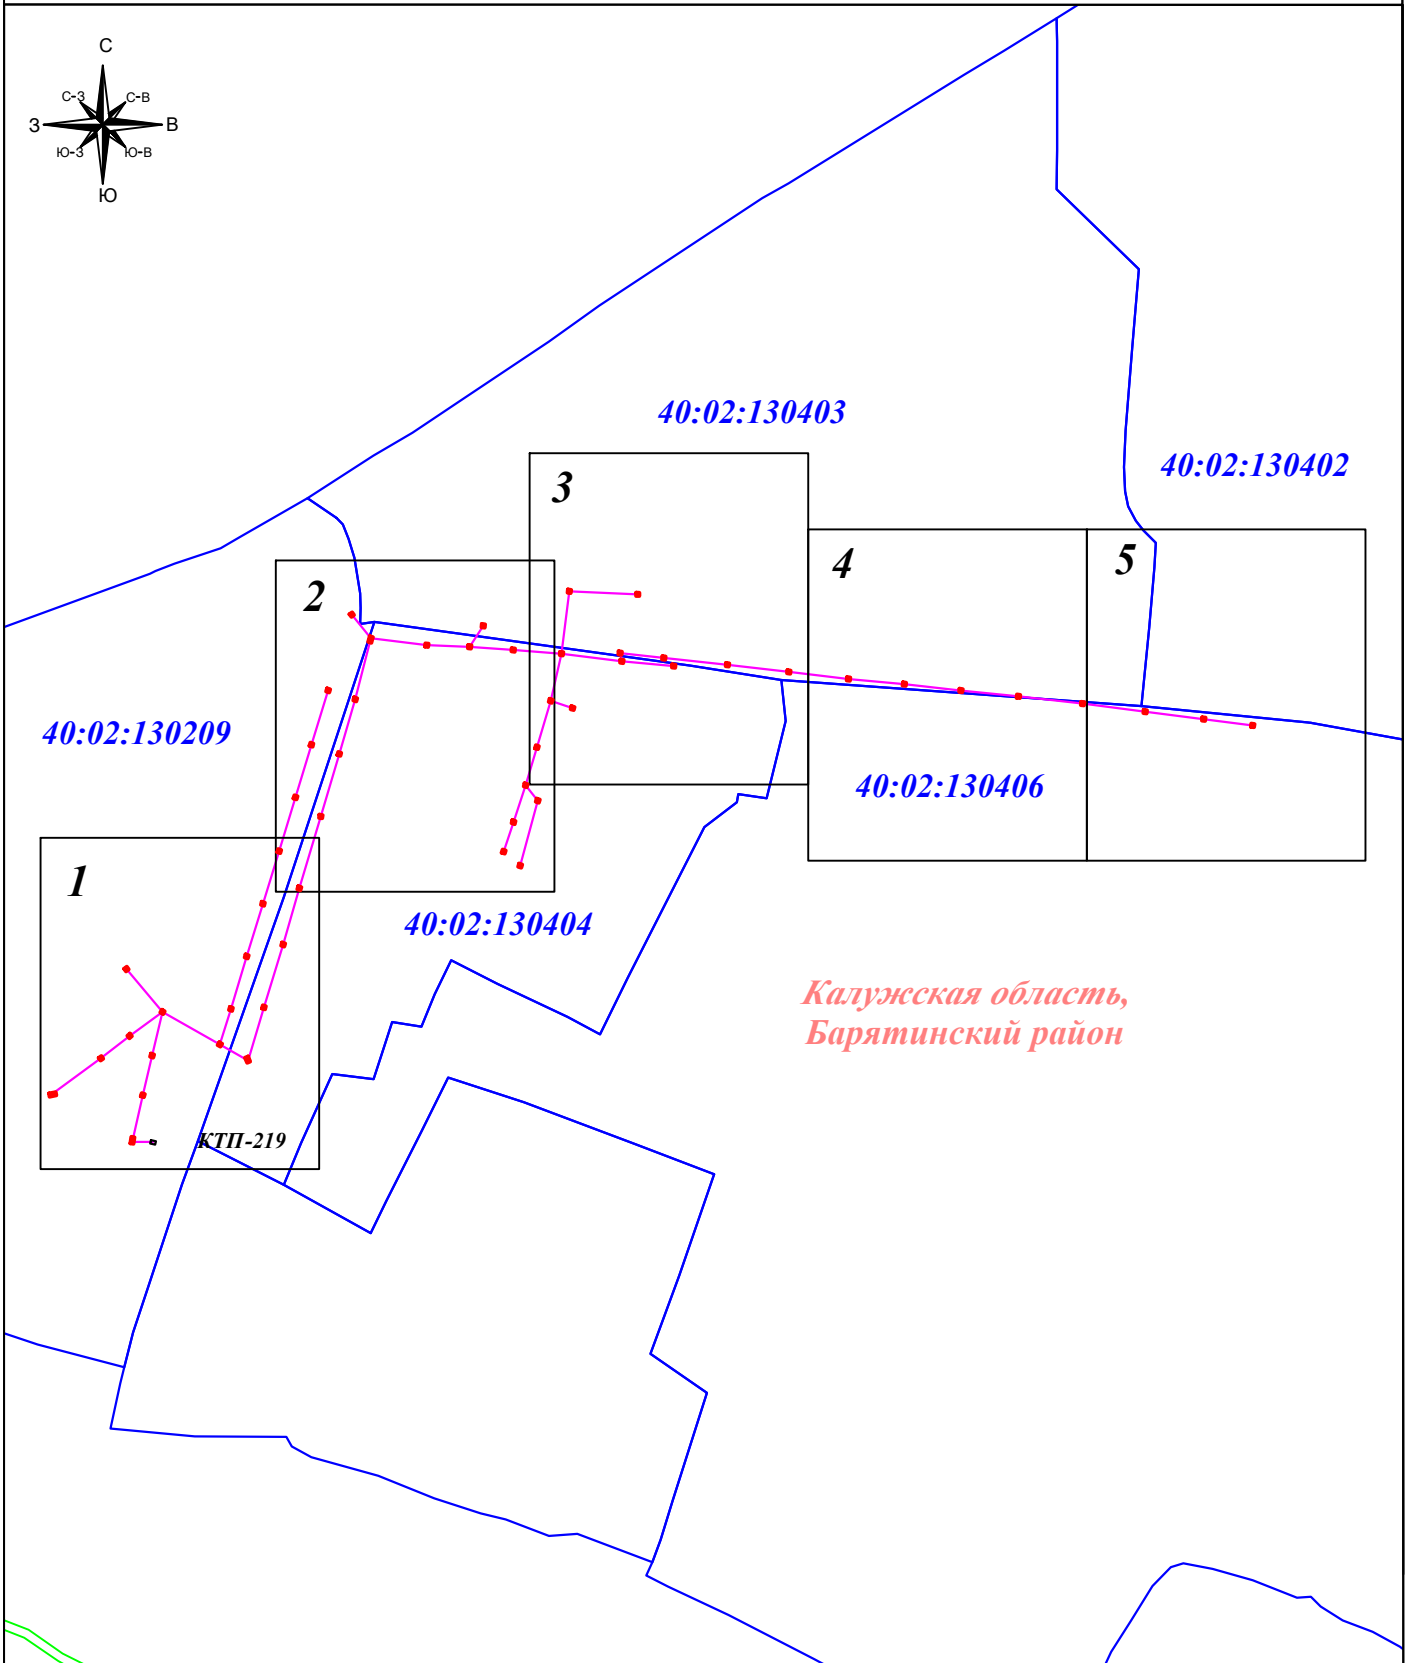 С
С-З
С-В
З
В
Ю-З
Ю-В
Ю
40:02:130403
40:02:130402
3
4
5
2
40:02:130209
40:02:130406
1
40:02:130404
Калужская область,
Барятинский район
КТП-219